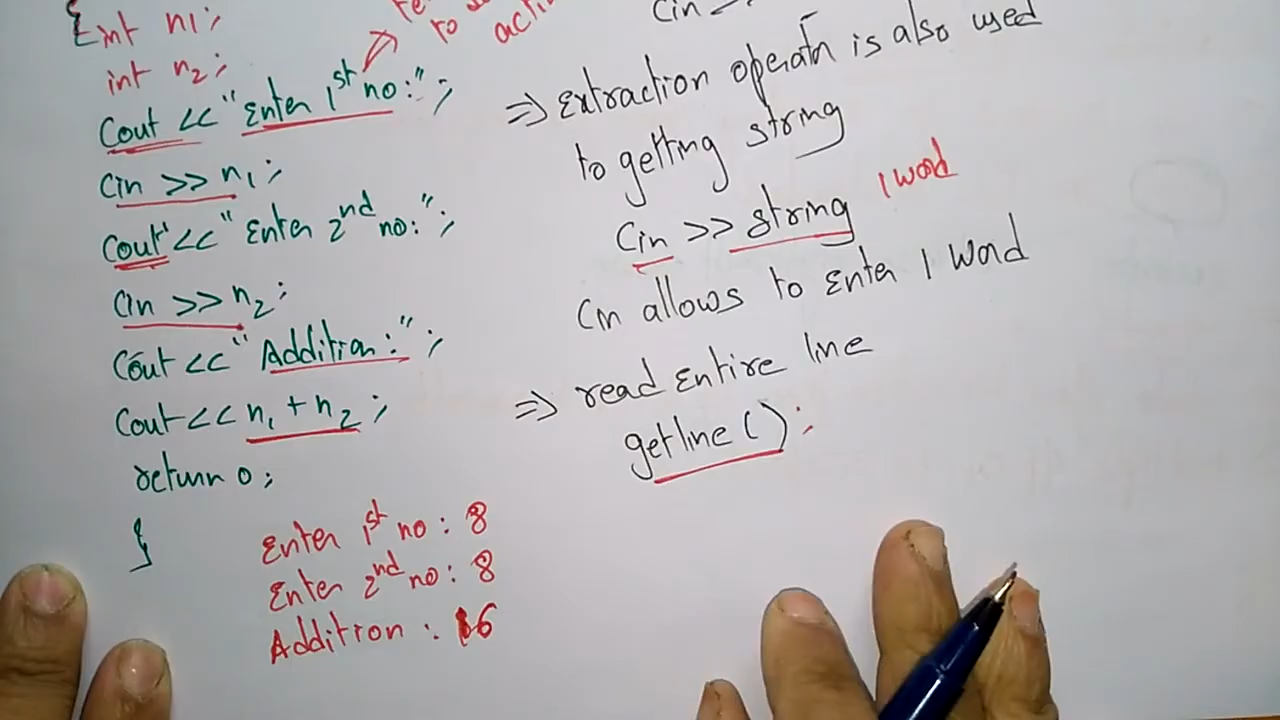 {int n1;
int n2;
Cout << "Enter 1st no:";
Cin >> n1;
Cout << "Enter 2nd no:";
Cin >> n2;
Cout << "Addition:";
Cout << n1 + n2;
return 0;
}
Enter 1st no: 8
Enter 2nd no: 8
Addition: 16
to
Cin
=> Extraction operatn is also used
to getting string
Cin >> string 1 word
Cin allows to Enter 1 word
=> read Entire line
getline();